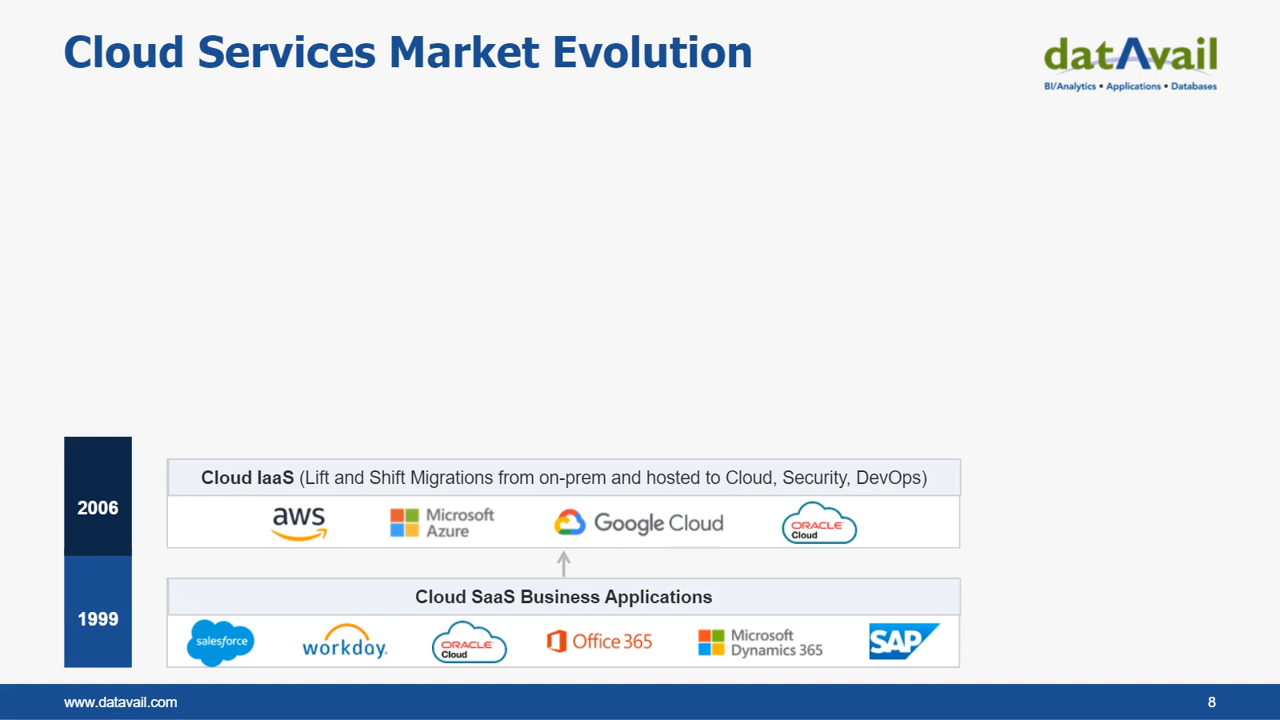 Cloud Services Market Evolution
datAvail
BI/Analytics • Applications • Databases
2006
Cloud IaaS (Lift and Shift Migrations from on-prem and hosted to Cloud, Security, DevOps)
aws
Microsoft Azure
Google Cloud
ORACLE Cloud
1999
Cloud SaaS Business Applications
salesforce
workday.
ORACLE Cloud
Office 365
Microsoft Dynamics 365
SAP
www.datavail.com
8